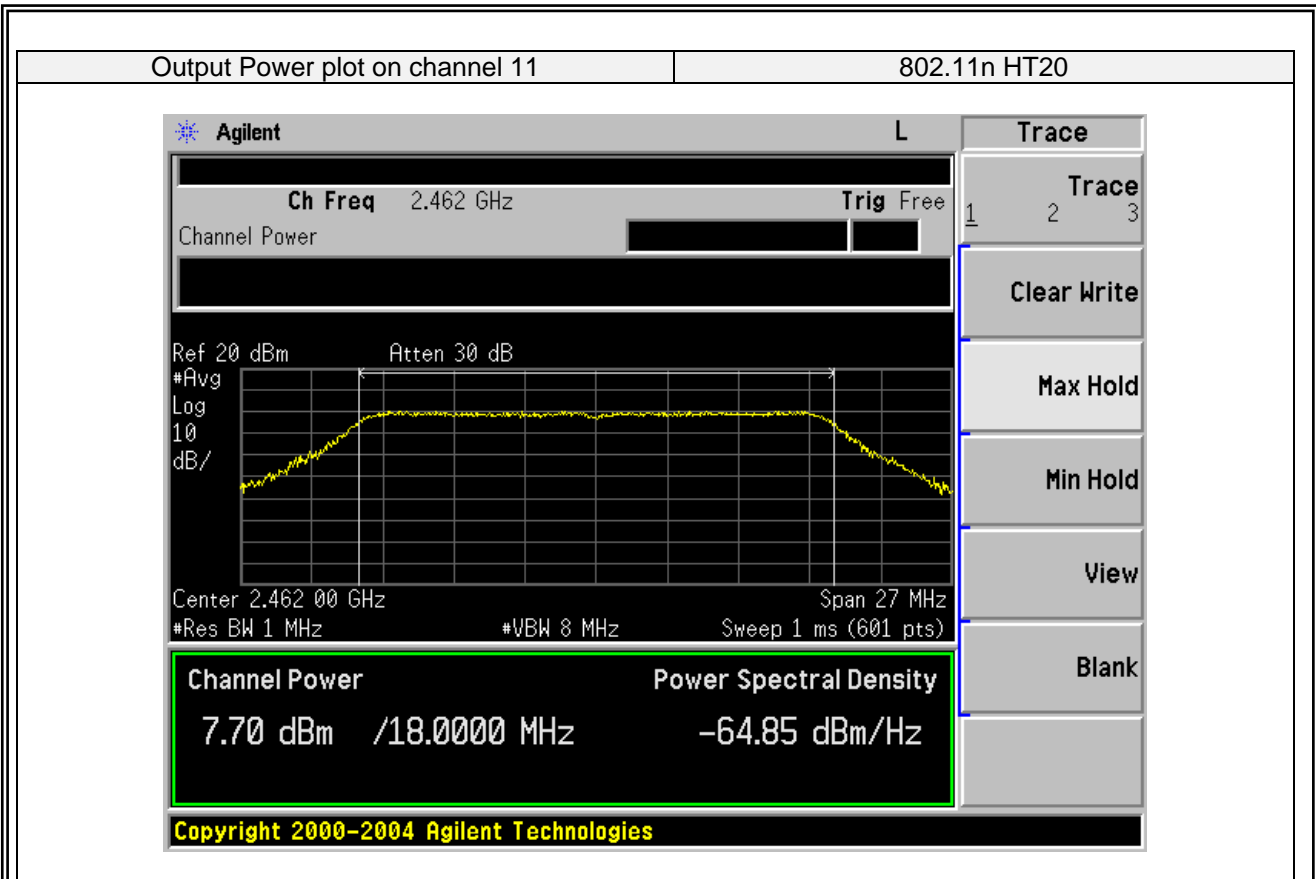 Output Power plot on channel 11 802.11n HT20
Agilent L Trace
Ch Freq 2.462 GHz Trig Free
Channel Power
Trace
1 2 3
Clear Write
Max Hold
Min Hold
View
Blank
Ref 20 dBm Atten 30 dB
#Avg
Log
10
dB/
Center 2.462 00 GHz Span 27 MHz
#Res BW 1 MHz #VBW 8 MHz Sweep 1 ms (601 pts)
Channel Power Power Spectral Density
7.70 dBm /18.0000 MHz -64.85 dBm/Hz
Copyright 2000-2004 Agilent Technologies